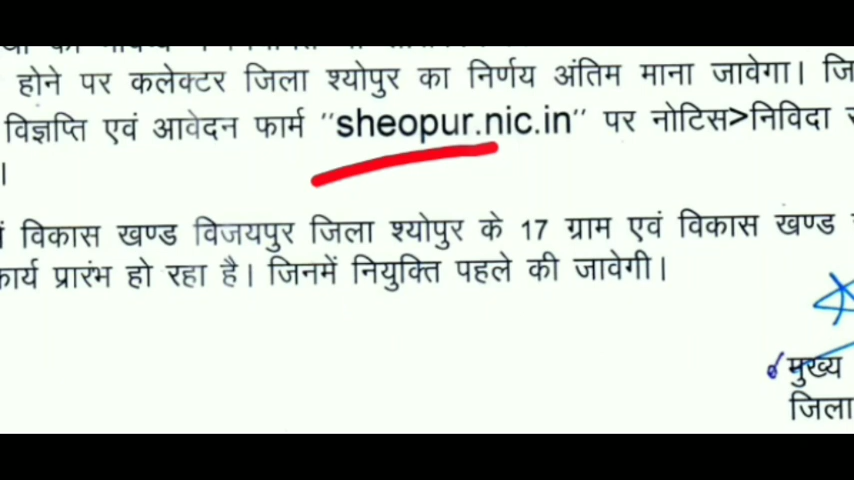 होने पर कलेक्टर जिला श्योपुर का निर्णय अंतिम माना जावेगा। जि
विज्ञप्ति एवं आवेदन फार्म "sheopur.nic.in" पर नोटिस>निविदा
।
विकास खण्ड विजयपुर जिला श्योपुर के 17 ग्राम एवं विकास खण्ड
कार्य प्रारंभ हो रहा है। जिनमें नियुक्ति पहले की जावेगी।
मुख्य
जिला